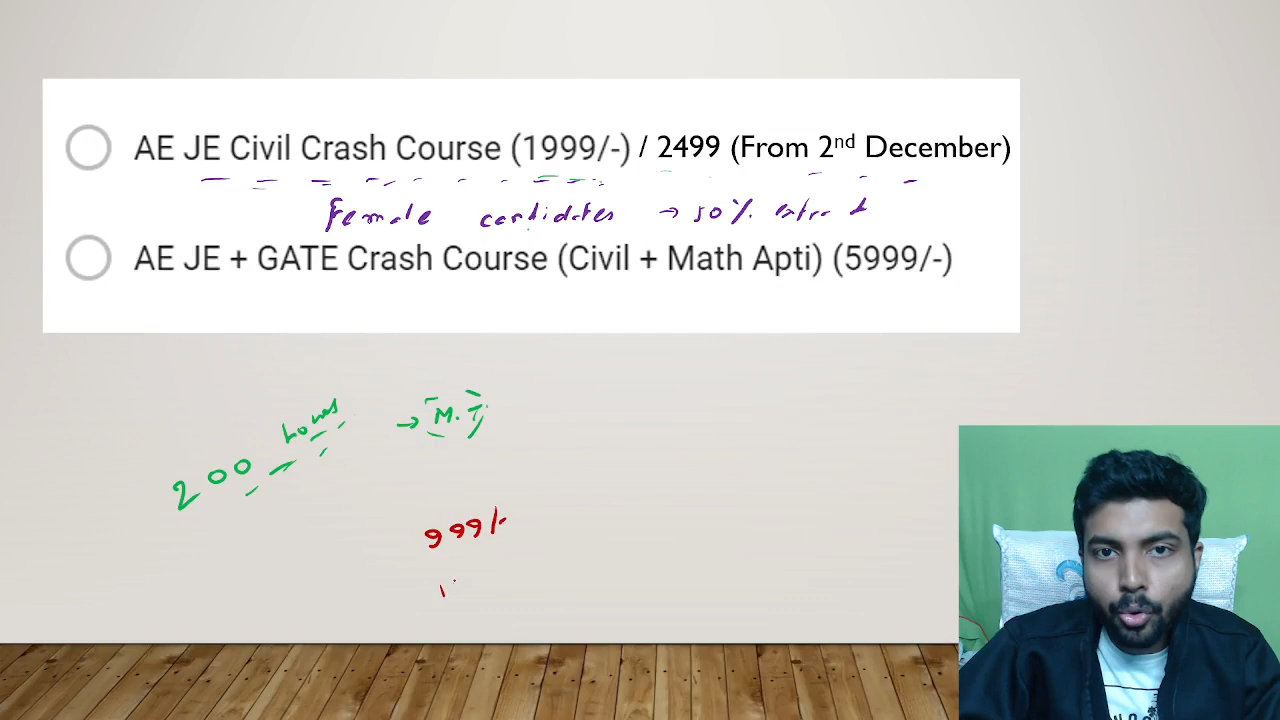 AE JE Civil Crash Course (1999/-) / 2499 (From 2nd December)
Female candidates → 50% extra
AE JE + GATE Crash Course (Civil + Math Apti) (5999/-)
200 hours → M.T.
999/-